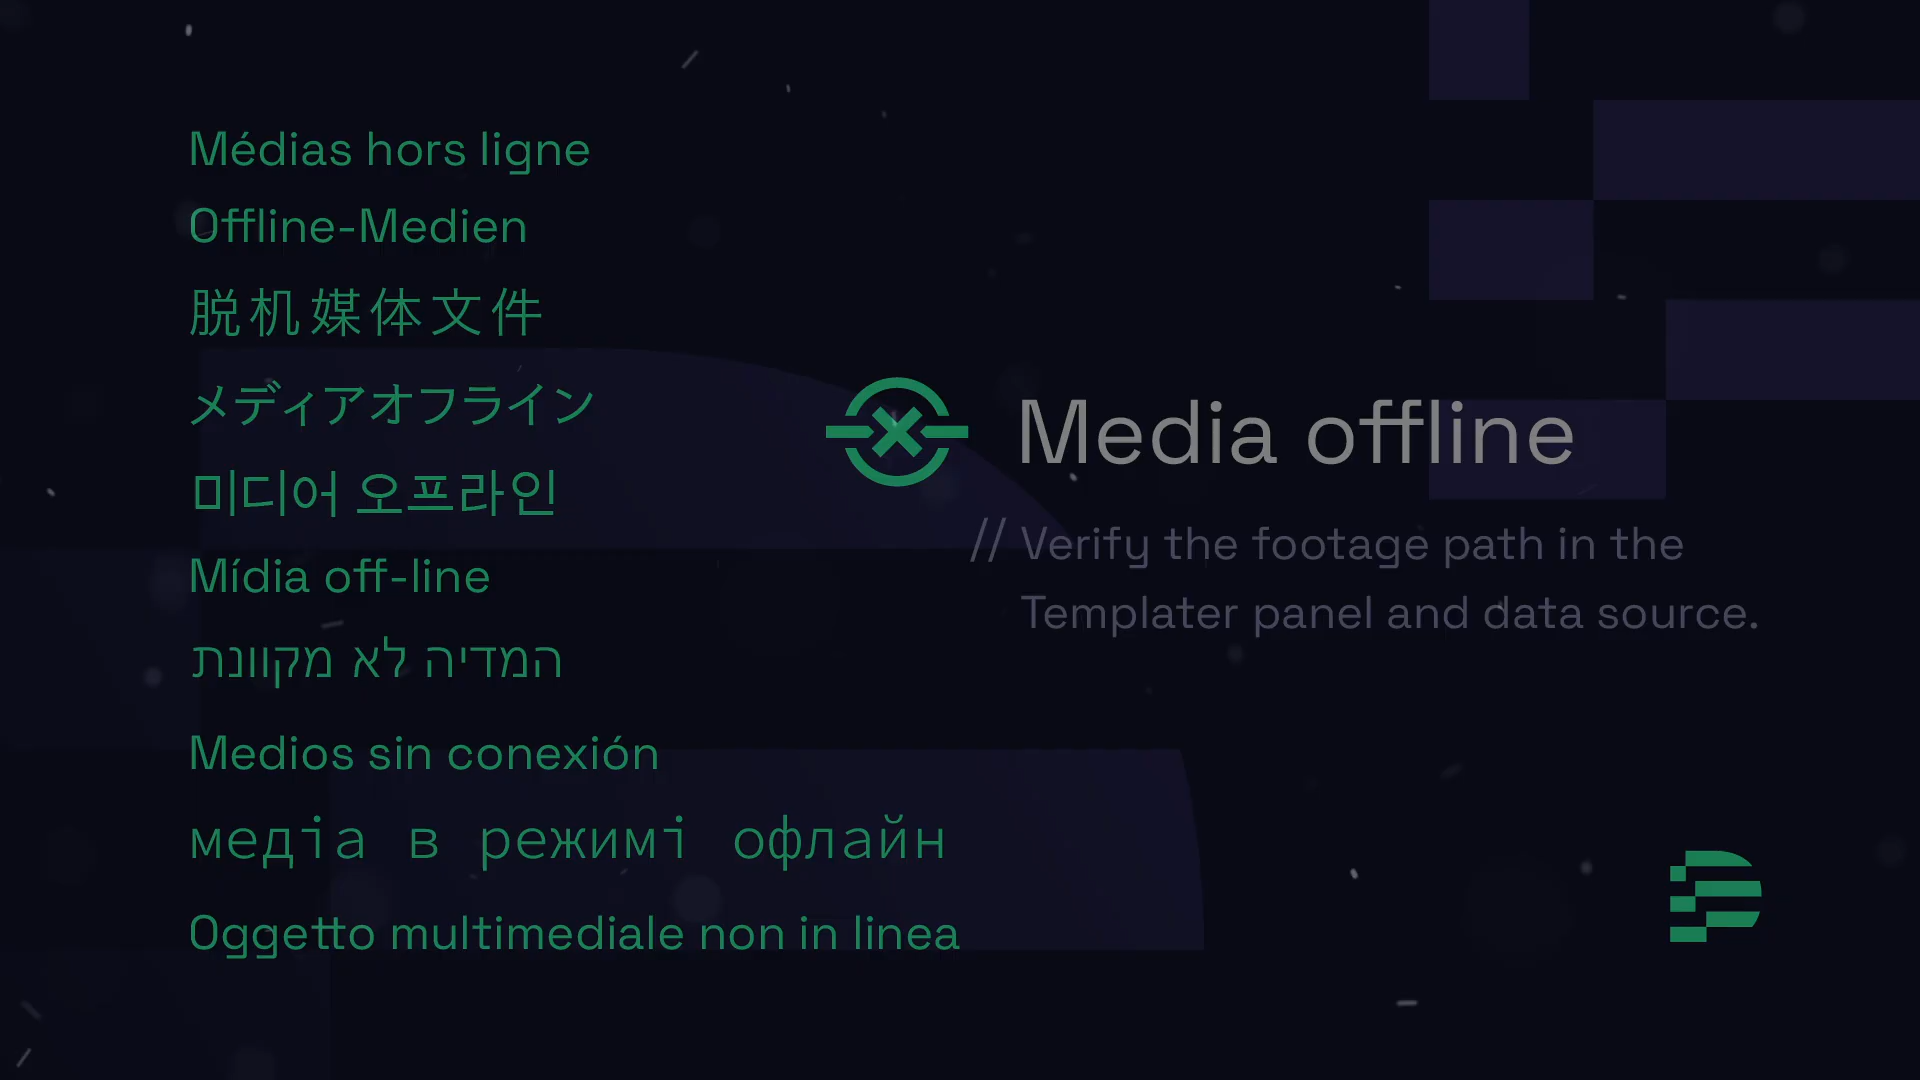 Médias hors ligne
Offline-Medien
脱机媒体文件
メディアオフライン
미디어 오프라인
Mídia off-line
המדיה לא מקוונת
Medios sin conexión
медіа в режимі офлайн
Oggetto multimediale non in linea
Media offline
// Verify the footage path in the
Templater panel and data source.